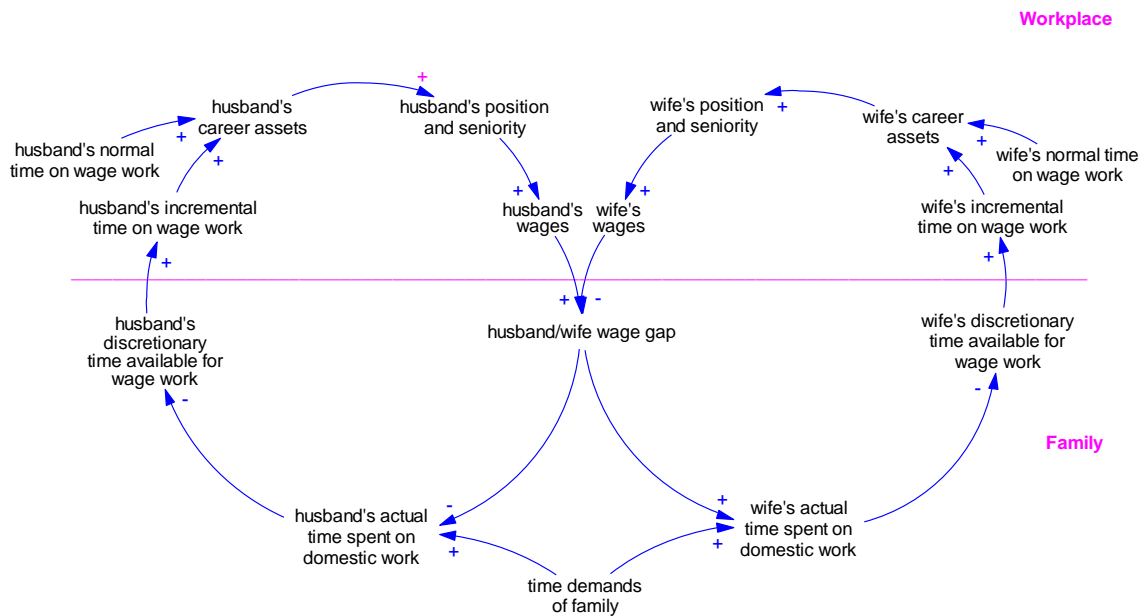 Workplace
husband's
career assets
+
husband's position
and seniority
wife's position
and seniority
+
wife's career
assets
husband's normal
time on wage work
+
+
+
+
wife's normal time
on wage work
husband's incremental
time on wage work
+
husband's
wages
wife's
wages
+
wife's incremental
time on wage work
+
+
+
-
husband's
discretionary
time available for
wage work
husband/wife wage gap
wife's discretionary
time available for
wage work
-
-
Family
husband's actual
time spent on
domestic work
-
+
+
+
wife's actual
time spent on
domestic work
time demands
of family